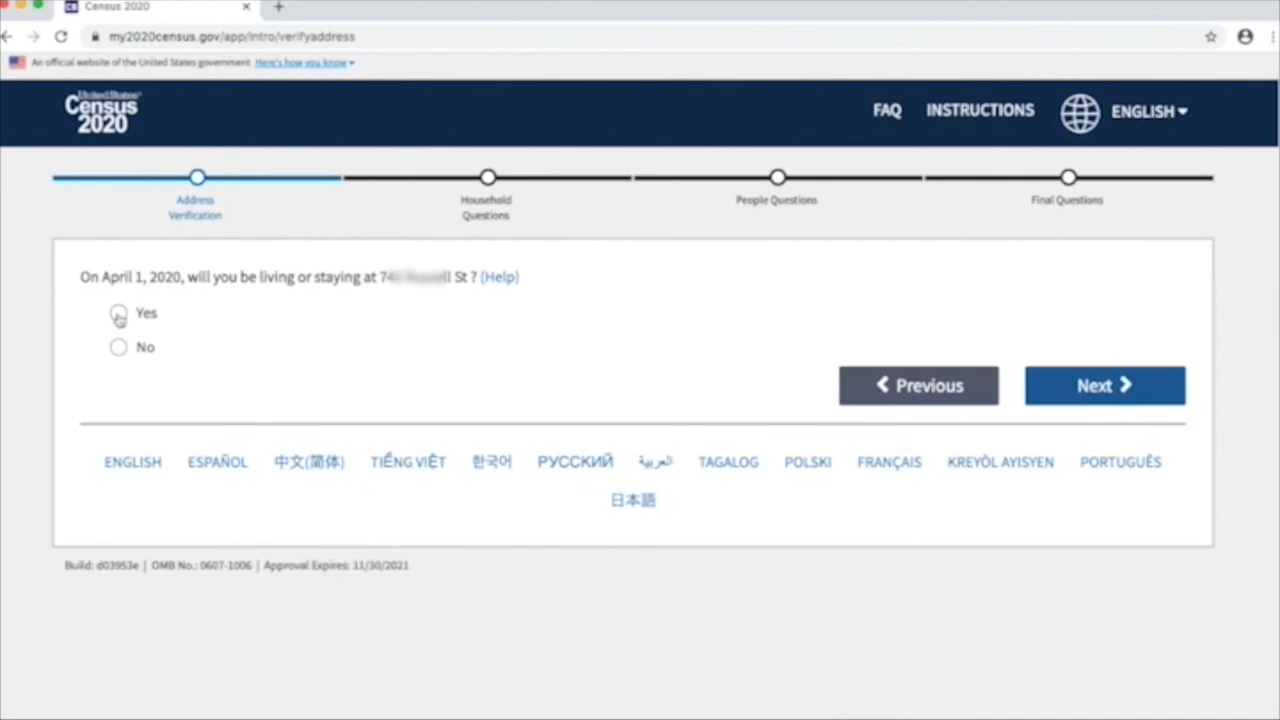 Census 2020
my2020census.gov/app/intro/verifyaddress
An official website of the United States government Here's how you know
United States®
Census
2020
FAQ INSTRUCTIONS ENGLISH
Address
Verification
Household
Questions
People Questions
Final Questions
On April 1, 2020, will you be living or staying at St ? (Help)
Yes
No
Previous Next
ENGLISH ESPAÑOL 中文(简体) TIẾNG VIỆT 한국어 РУССКИЙ العربية TAGALOG POLSKI FRANÇAIS KREYÒL AYISYEN PORTUGUÊS
日本語
Build: d03953e | OMB No.: 0607-1006 | Approval Expires: 11/30/2021